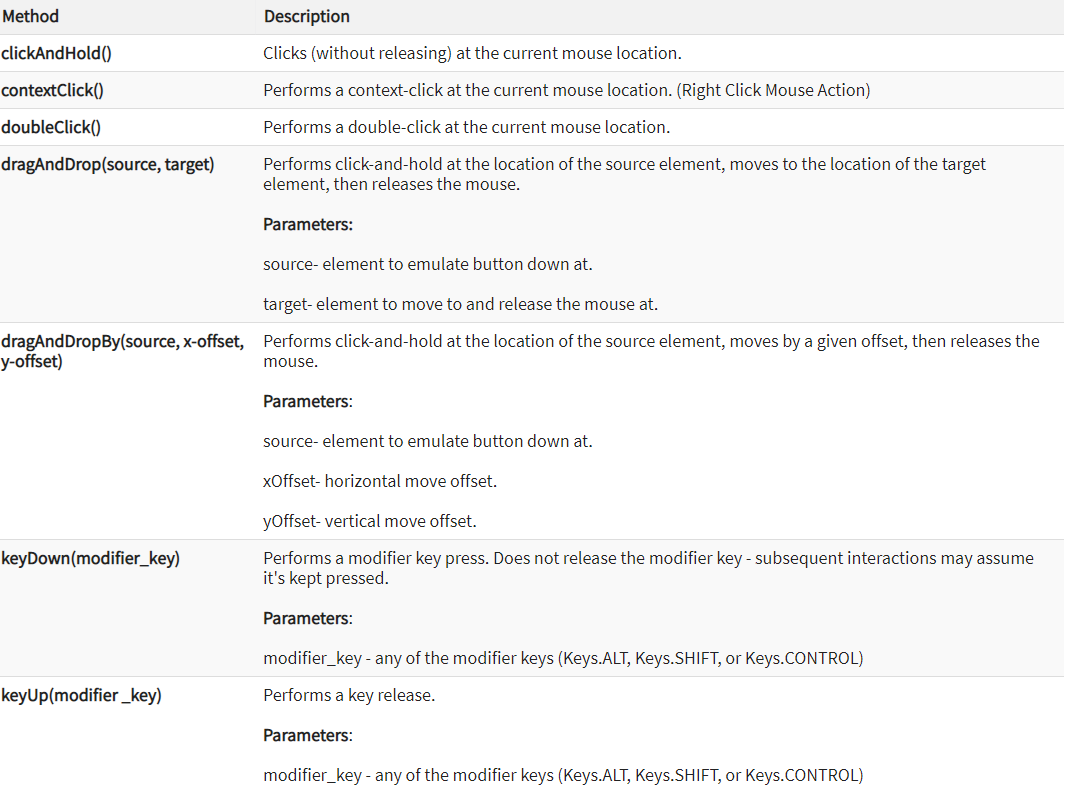 Method Description
clickAndHold() Clicks (without releasing) at the current mouse location.
contextClick() Performs a context-click at the current mouse location. (Right Click Mouse Action)
doubleClick() Performs a double-click at the current mouse location.
dragAndDrop(source, target) Performs click-and-hold at the location of the source element, moves to the location of the target
element, then releases the mouse.
Parameters:
source- element to emulate button down at.
target- element to move to and release the mouse at.
dragAndDropBy(source, x-offset, Performs click-and-hold at the location of the source element, moves by a given offset, then releases the
y-offset) mouse.
Parameters:
source- element to emulate button down at.
xOffset- horizontal move offset.
yOffset- vertical move offset.
keyDown(modifier_key) Performs a modifier key press. Does not release the modifier key - subsequent interactions may assume
it's kept pressed.
Parameters:
modifier_key - any of the modifier keys (Keys.ALT, Keys.SHIFT, or Keys.CONTROL)
keyUp(modifier _key) Performs a key release.
Parameters:
modifier_key - any of the modifier keys (Keys.ALT, Keys.SHIFT, or Keys.CONTROL)